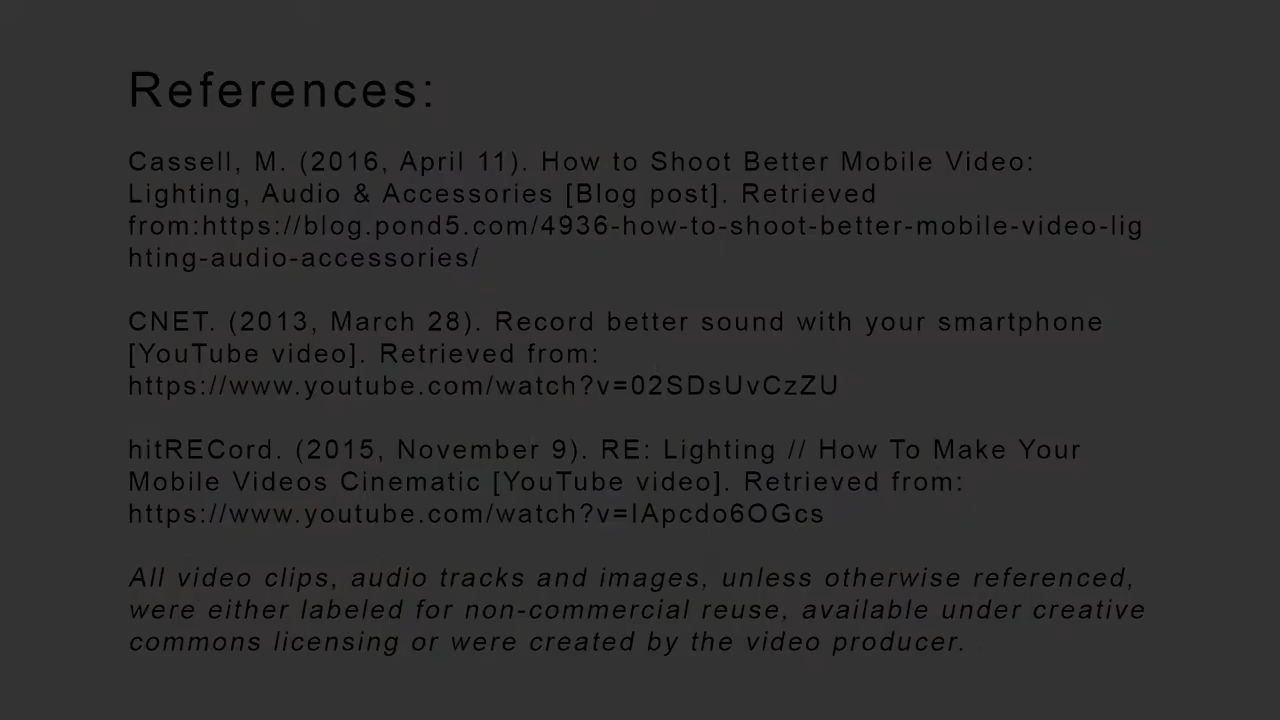 References:
Cassell, M. (2016, April 11). How to Shoot Better Mobile Video:
Lighting, Audio & Accessories [Blog post]. Retrieved
from:https://blog.pond5.com/4936-how-to-shoot-better-mobile-video-lig
hting-audio-accessories/
CNET. (2013, March 28). Record better sound with your smartphone
[YouTube video]. Retrieved from:
https://www.youtube.com/watch?v=02SDsUvCzZU
hitRECord. (2015, November 9). RE: Lighting // How To Make Your
Mobile Videos Cinematic [YouTube video]. Retrieved from:
https://www.youtube.com/watch?v=IApcdo6OGcs
All video clips, audio tracks and images, unless otherwise referenced,
were either labeled for non-commercial reuse, available under creative
commons licensing or were created by the video producer.